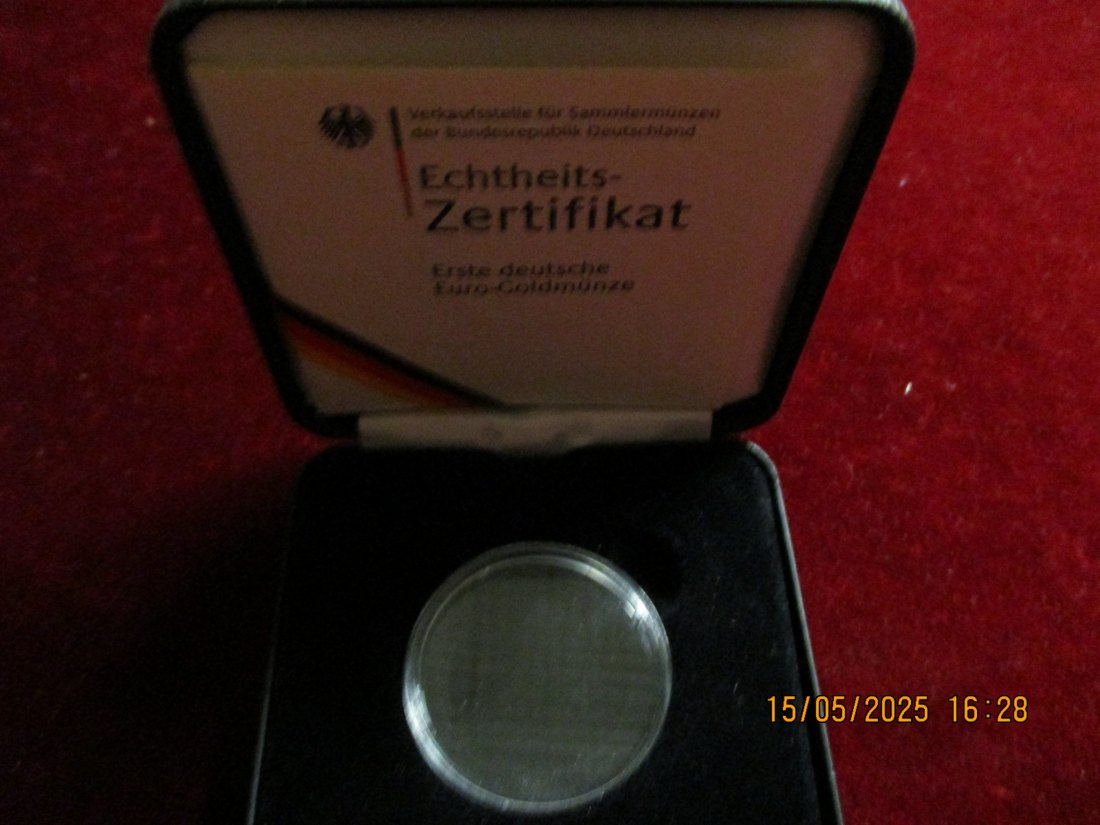 Verkaufsstelle für Sammlermünzen
der Bundesrepublik Deutschland
Echtheits-
Zertifikat
Erste deutsche
Euro-Goldmünze
15/05/2025 16:28